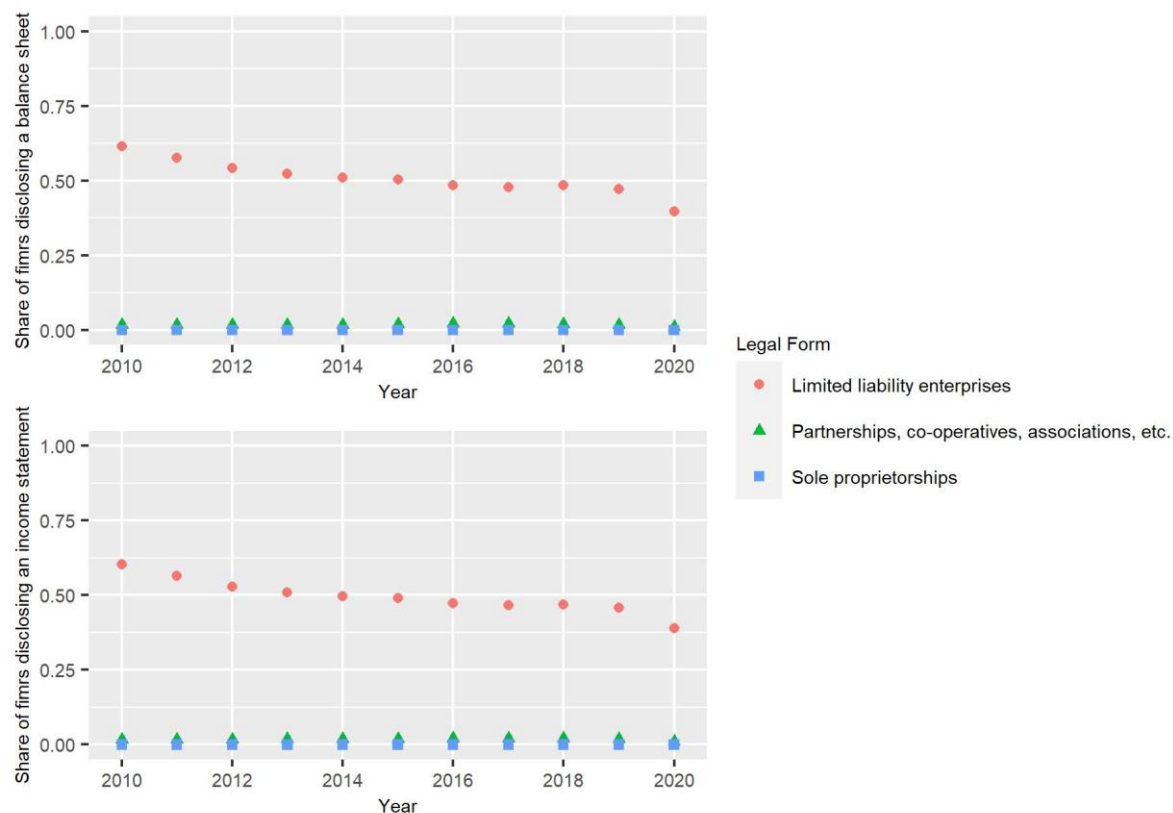 Share of fimrs disclosing a balance sheet
1.00
0.75
0.50
0.25
0.00
2010 2012 2014 2016 2018 2020
Year
Share of fimrs disclosing an income statement
1.00
0.75
0.50
0.25
0.00
2010 2012 2014 2016 2018 2020
Year
Legal Form
Limited liability enterprises
Partnerships, co-operatives, associations, etc.
Sole proprietorships